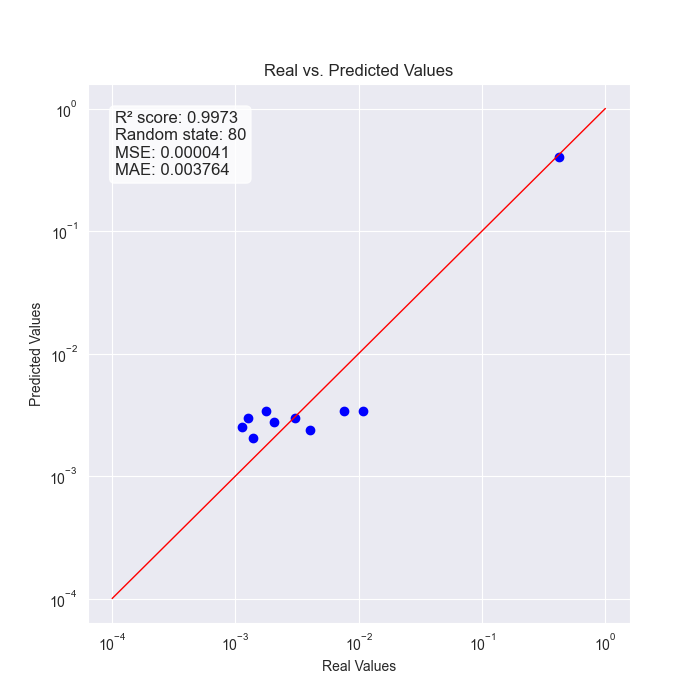 Real vs. Predicted Values
R² score: 0.9973
Random state: 80
MSE: 0.000041
MAE: 0.003764
Predicted Values
10⁰
10⁻¹
10⁻²
10⁻³
10⁻⁴
10⁻⁴ 10⁻³ 10⁻² 10⁻¹ 10⁰
Real Values